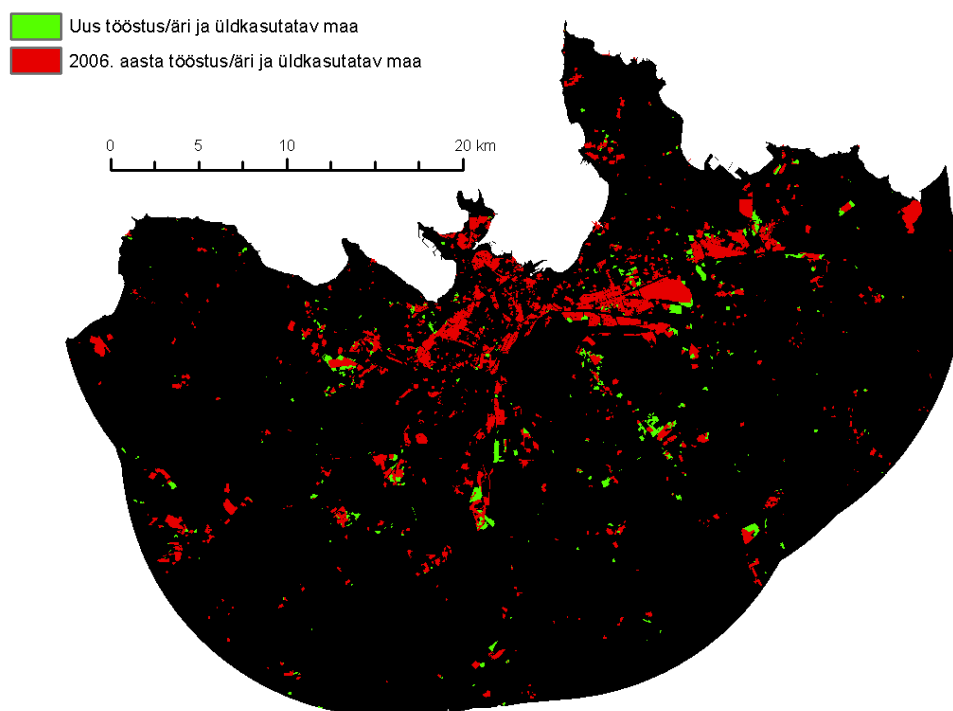 Uus tööstus/äri ja üldkasutatav maa
2006. aasta tööstus/äri ja üldkasutatav maa
0 5 10 20 km